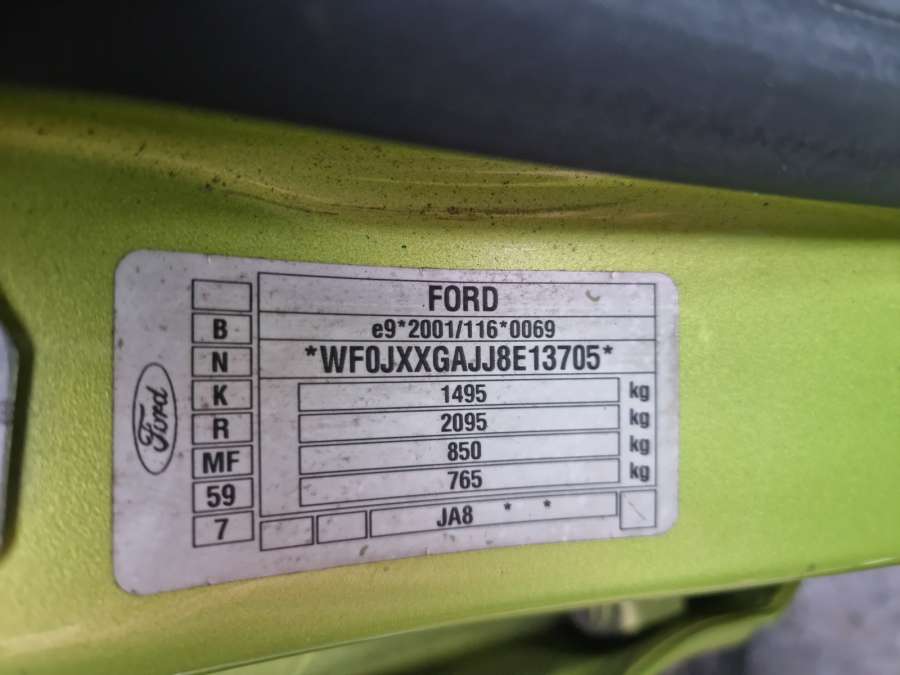 FORD
B e9*2001/116*0069
N *WF0JXXGAJJ8E13705*
K 1495 kg
R 2095 kg
MF 850 kg
59 765 kg
7 JA8 * *
Ford